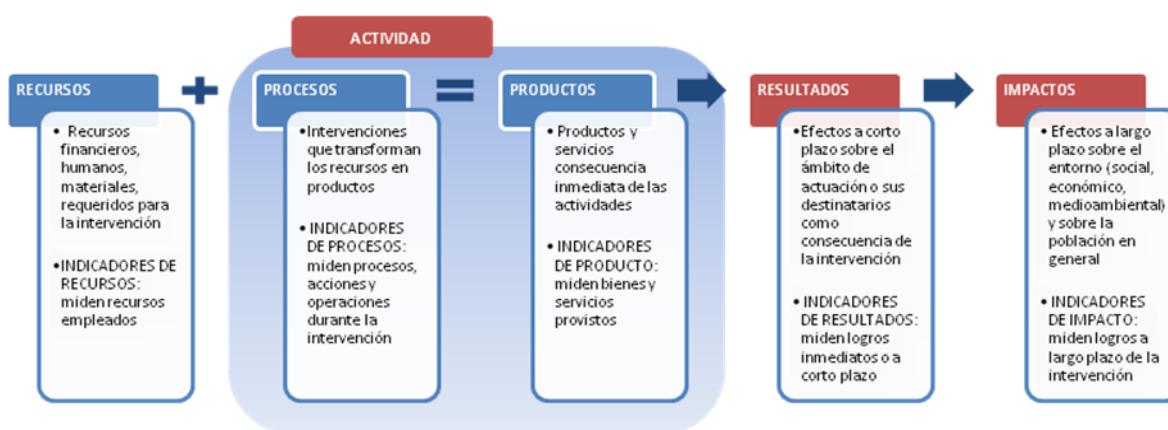 ACTIVIDAD
RECURSOS
• Recursos
financieros,
humanos,
materiales,
requeridos para
la intervención
•INDICADORES DE
RECURSOS:
miden recursos
empleados
PROCESOS
•Intervenciones
que transforman
los recursos en
productos
• INDICADORES
DE PROCESOS:
miden procesos,
acciones y
operaciones
durante la
intervención
PRODUCTOS
• Productos y
servicios
consecuencia
inmediata de las
actividades
• INDICADORES
DE PRODUCTO:
miden bienes y
servicios
provistos
RESULTADOS
•Efectos a corto
plazo sobre el
ámbito de
actuación o sus
destinatarios
como
consecuencia de
la intervención
• INDICADORES
DE RESULTADOS:
miden logros
inmediatos o a
corto plazo
IMPACTOS
• Efectos a largo
plazo sobre el
entorno (social,
económico,
medioambiental)
y sobre la
población en
general
• INDICADORES
DE IMPACTO:
miden logros a
largo plazo de la
intervención